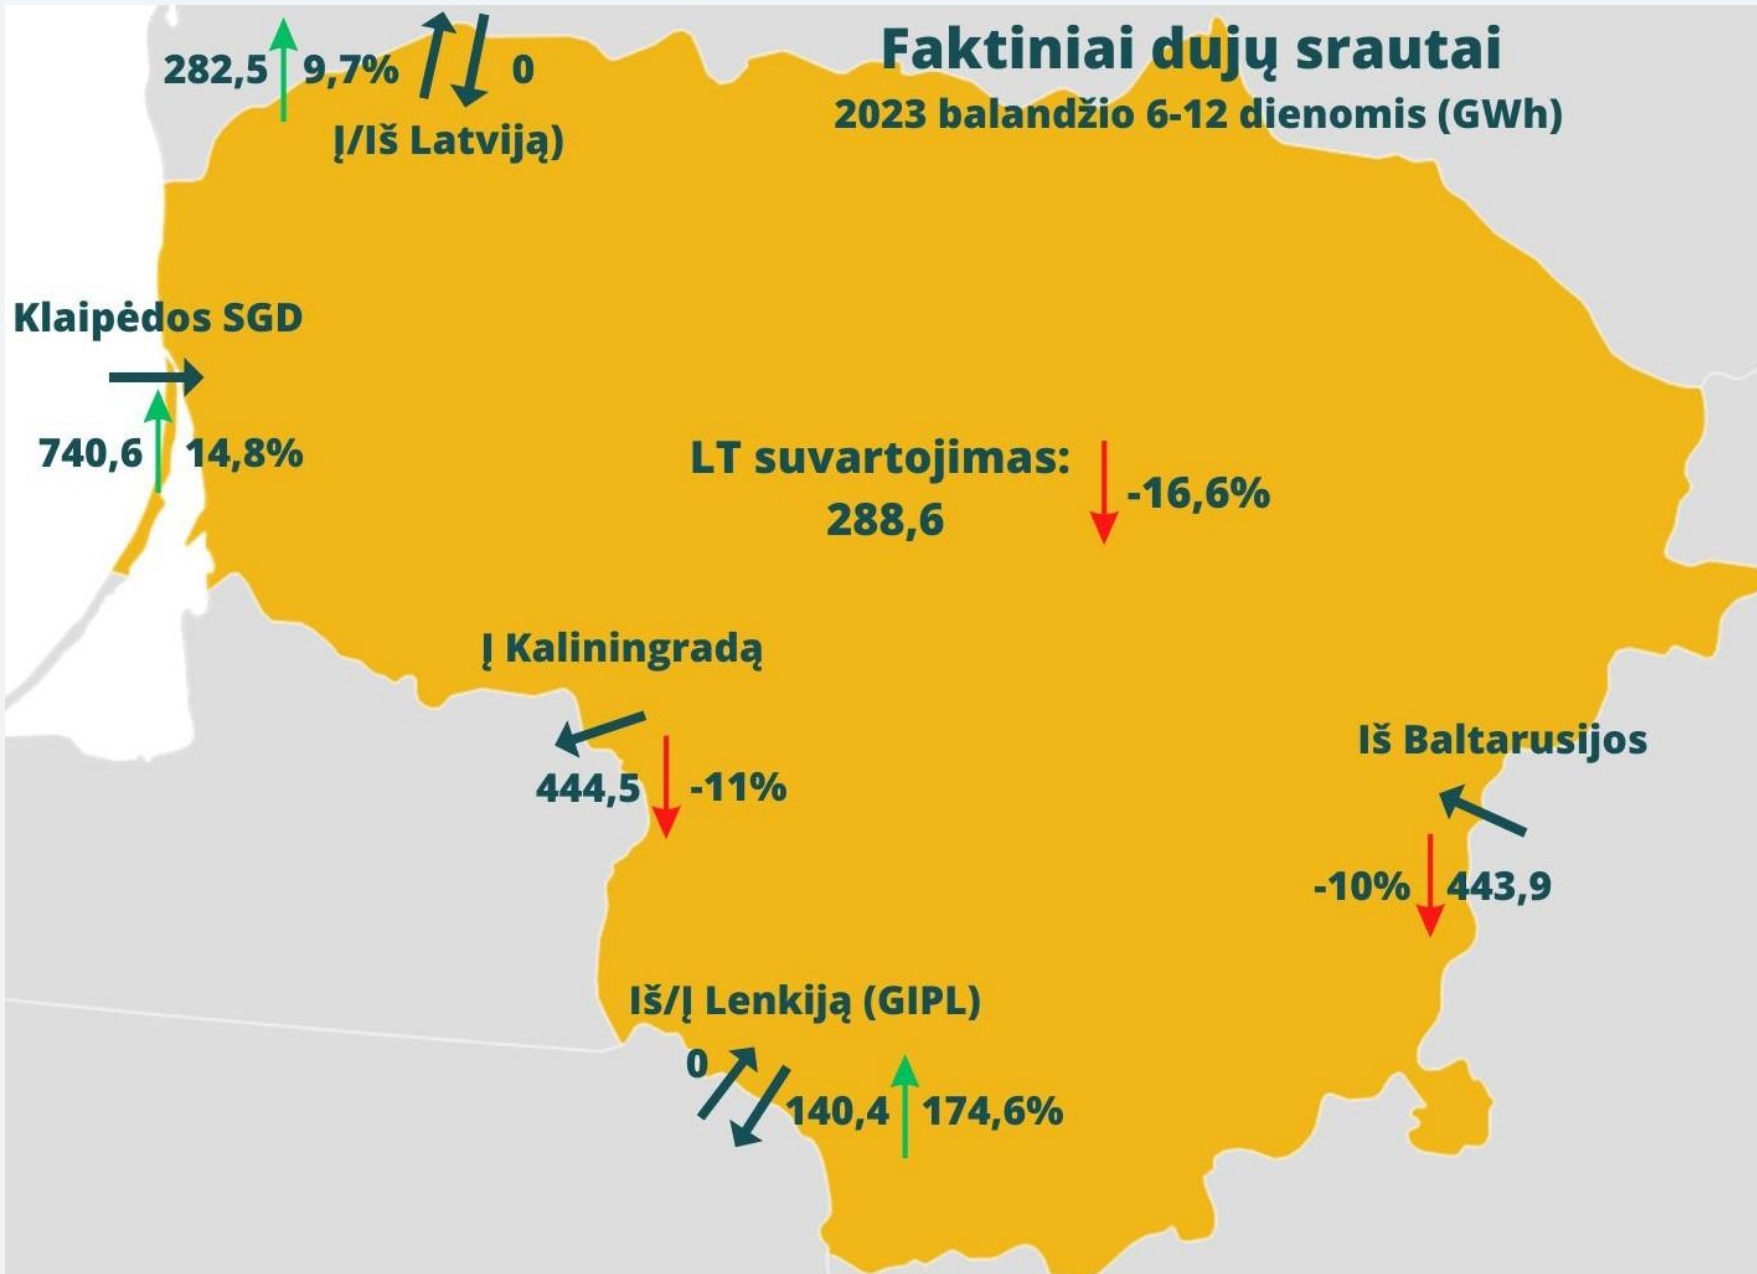 Faktiniai dujų srautai
2023 balandžio 6-12 dienomis (GWh)
282,5 9,7% 0
Į/Iš Latviją)
Klaipėdos SGD
740,6 14,8%
LT suvartojimas:
288,6
-16,6%
Į Kaliningradą
444,5 -11%
Iš Baltarusijos
-10% 443,9
Iš/Į Lenkiją (GIPL)
0
140,4 174,6%